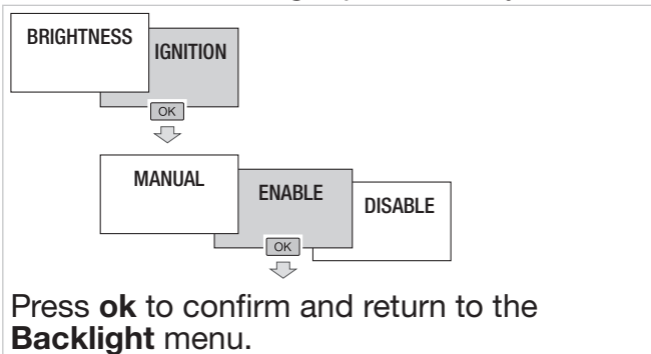 BRIGHTNESS
IGNITION
OK
MANUAL
ENABLE
DISABLE
OK
Press ok to confirm and return to the
Backlight menu.